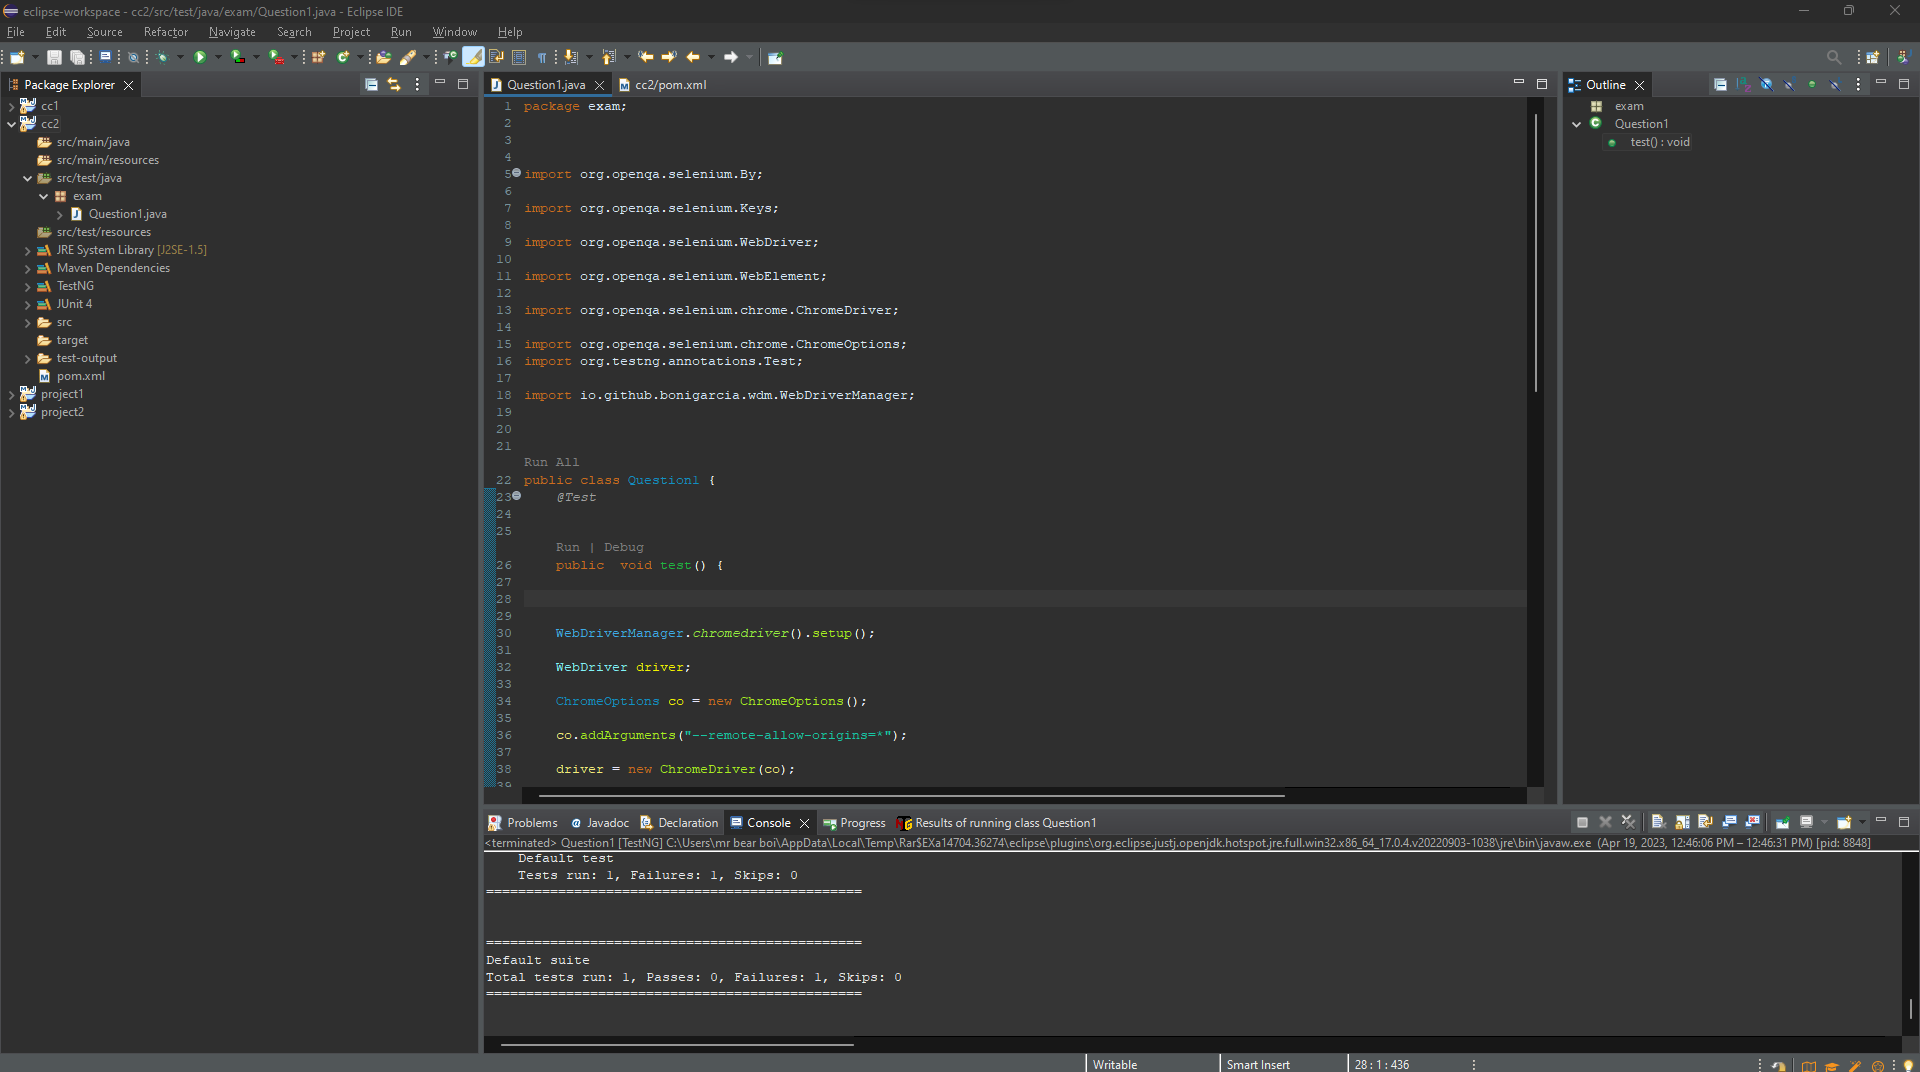 eclipse-workspace - cc2/src/test/java/exam/Question1.java - Eclipse IDE
File Edit Source Refactor Navigate Search Project Run Window Help
Package Explorer
cc1
cc2
src/main/java
src/main/resources
src/test/java
exam
Question1.java
src/test/resources
JRE System Library [J2SE-1.5]
Maven Dependencies
TestNG
JUnit 4
src
target
test-output
pom.xml
project1
project2
Question1.java cc2/pom.xml
1 package exam;
2
3
4
5 import org.openqa.selenium.By;
6
7 import org.openqa.selenium.Keys;
8
9 import org.openqa.selenium.WebDriver;
10
11 import org.openqa.selenium.WebElement;
12
13 import org.openqa.selenium.chrome.ChromeDriver;
14
15 import org.openqa.selenium.chrome.ChromeOptions;
16 import org.testng.annotations.Test;
17
18 import io.github.bonigarcia.wdm.WebDriverManager;
19
20
21
Run All
22 public class Question1 {
23 @Test
24
25
Run | Debug
26 public  void test() {
27
28
29
30 WebDriverManager.chromedriver().setup();
31
32 WebDriver driver;
33
34 ChromeOptions co = new ChromeOptions();
35
36 co.addArguments("--remote-allow-origins=*");
37
38 driver = new ChromeDriver(co);
39
Outline
exam
Question1
test() : void
Problems Javadoc Declaration Console Progress Results of running class Question1
<terminated> Question1 [TestNG] C:\Users\mr bear boi\AppData\Local\Temp\Rar$EXa14704.36274\eclipse\plugins\org.eclipse.justj.openjdk.hotspot.jre.full.win32.x86_64_17.0.4.v20220903-1038\jre\bin\javaw.exe (Apr 19, 2023, 12:46:06 PM – 12:46:31 PM) [pid: 8848]
Default test
Tests run: 1, Failures: 1, Skips: 0
===============================================
===============================================
Default suite
Total tests run: 1, Passes: 0, Failures: 1, Skips: 0
===============================================
Writable Smart Insert 28 : 1 : 436